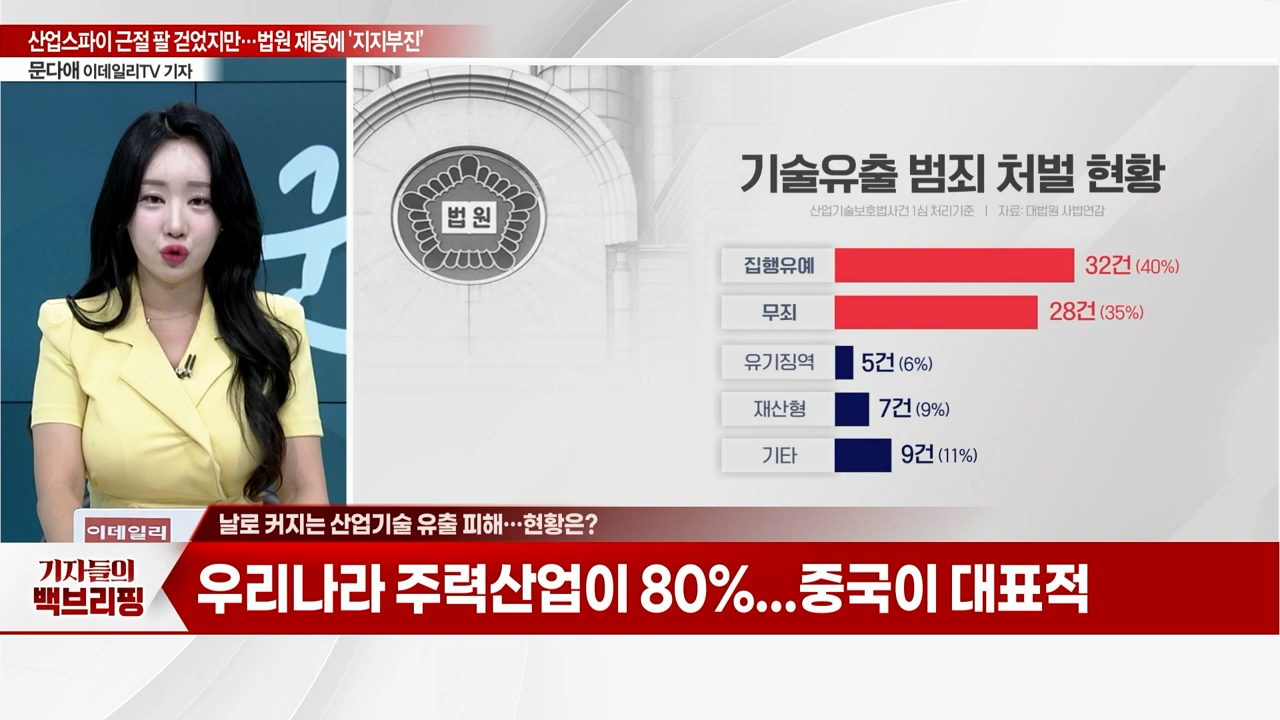 산업스파이 근절 팔 걷었지만…법원 제동에 '지지부진'
문다애 이데일리TV 기자
법원
기술유출 범죄 처벌 현황
산업기술보호법사건 1심 처리기준 | 자료: 대법원 사법연감
집행유예 32건 (40%)
무죄 28건 (35%)
유기징역 5건 (6%)
재산형 7건 (9%)
기타 9건 (11%)
이데일리
날로 커지는 산업기술 유출 피해…현황은?
기자들의
백브리핑
우리나라 주력산업이 80%...중국이 대표적